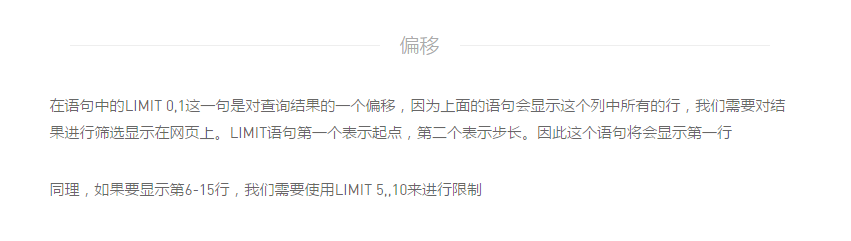 偏移
在语句中的LIMIT 0,1这一句是对查询结果的一个偏移，因为上面的语句会显示这个列中所有的行，我们需要对结
果进行筛选显示在网页上。LIMIT语句第一个表示起点，第二个表示步长。因此这个语句将会显示第一行
同理，如果要显示第6-15行，我们需要使用LIMIT 5,,10来进行限制